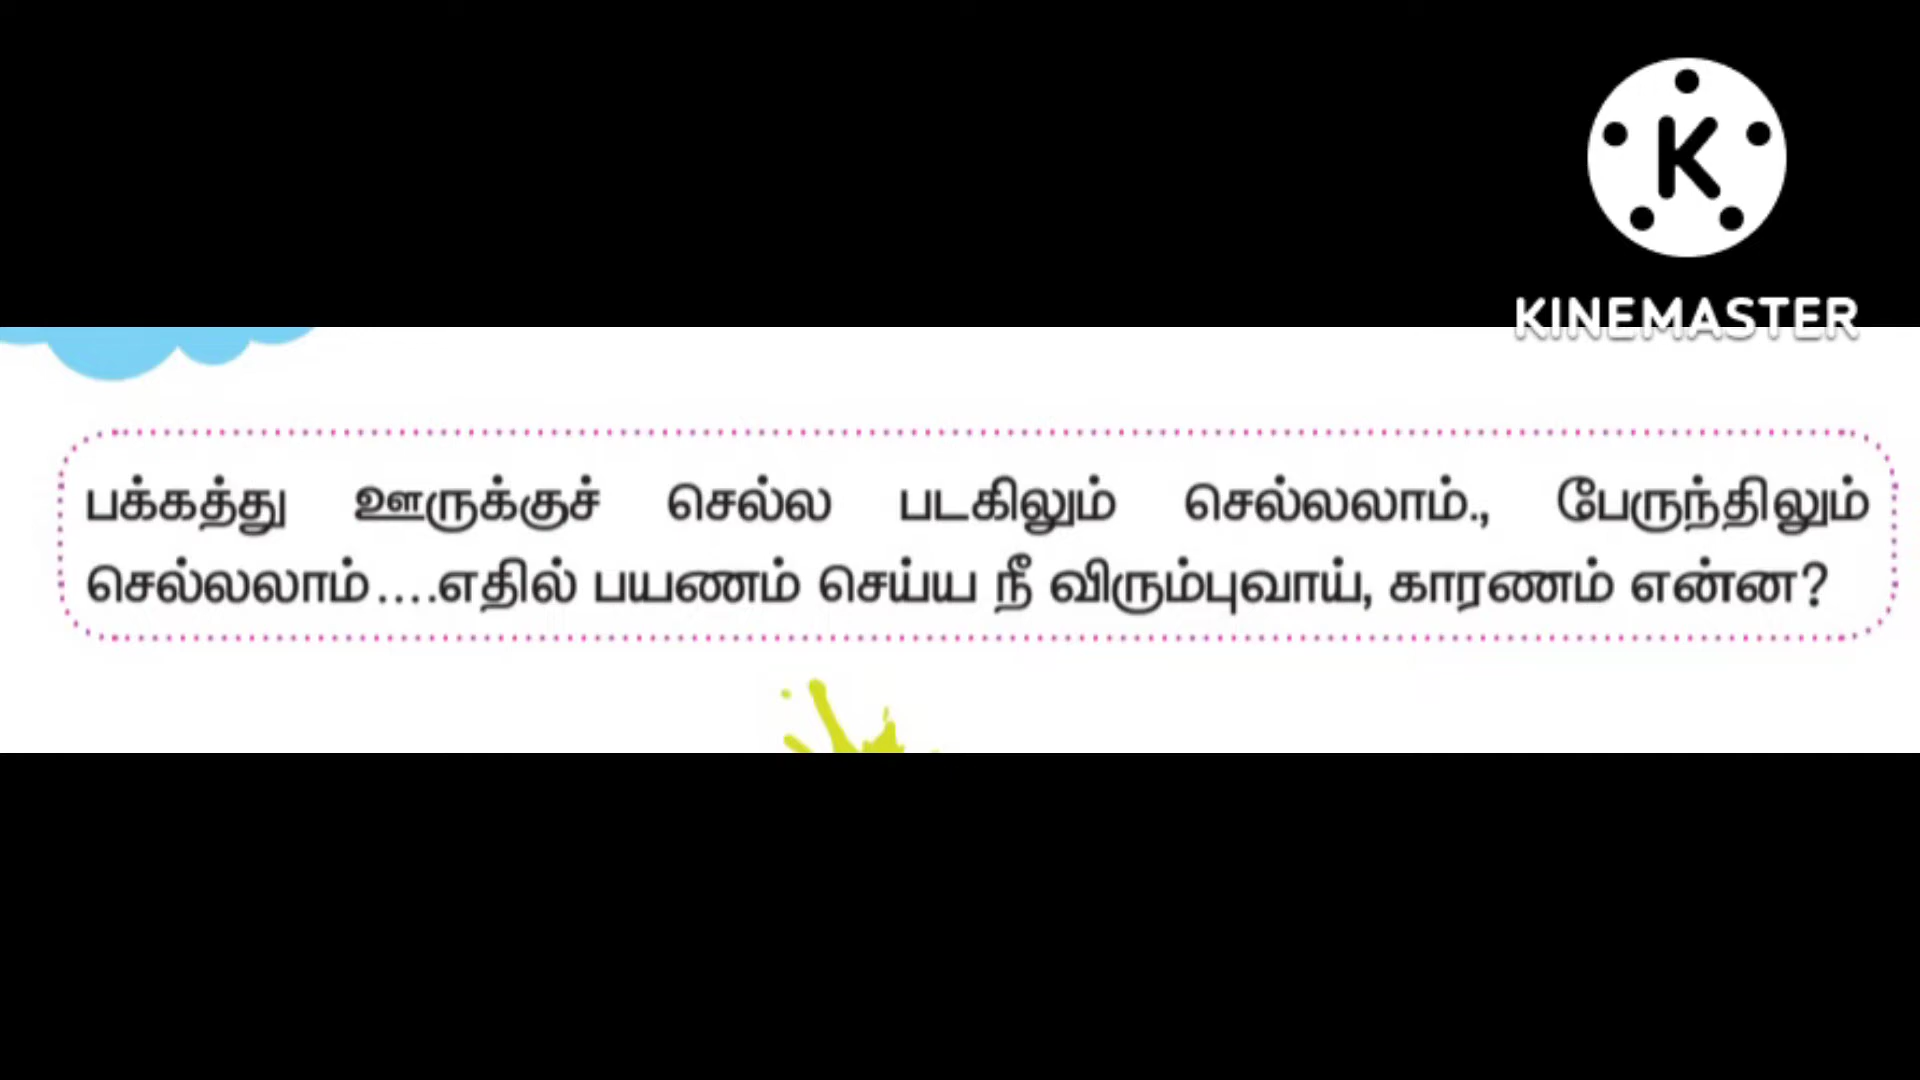 K
KINEMASTER
பக்கத்து ஊருக்குச் செல்ல படகிலும் செல்லலாம்., பேருந்திலும்
செல்லலாம்....எதில் பயணம் செய்ய நீ விரும்புவாய், காரணம் என்ன?